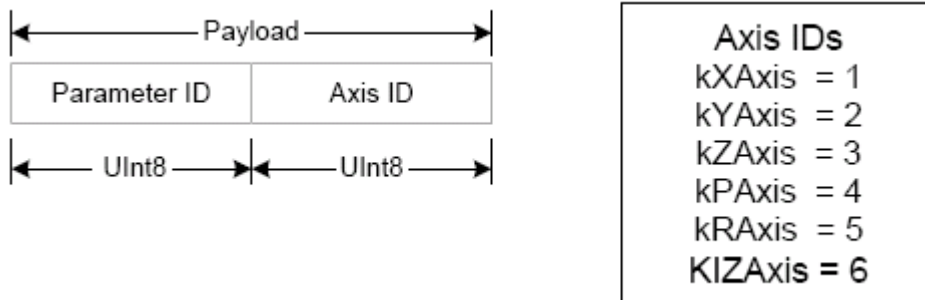 Payload
Parameter ID Axis ID
UInt8 UInt8
Axis IDs
kXAxis = 1
kYAxis = 2
kZAxis = 3
kPAxis = 4
kRAxis = 5
KIZAxis = 6